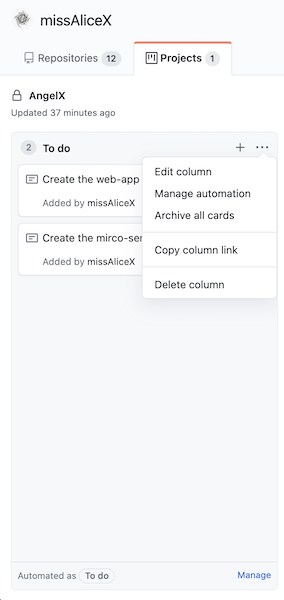 missAliceX
Repositories 12 Projects 1
AngelX
Updated 37 minutes ago
2 To do
Edit column
Manage automation
Archive all cards
Copy column link
Delete column
Create the web-app
Added by missAliceX
Create the mirco-ser
Added by missAliceX
Automated as To do Manage